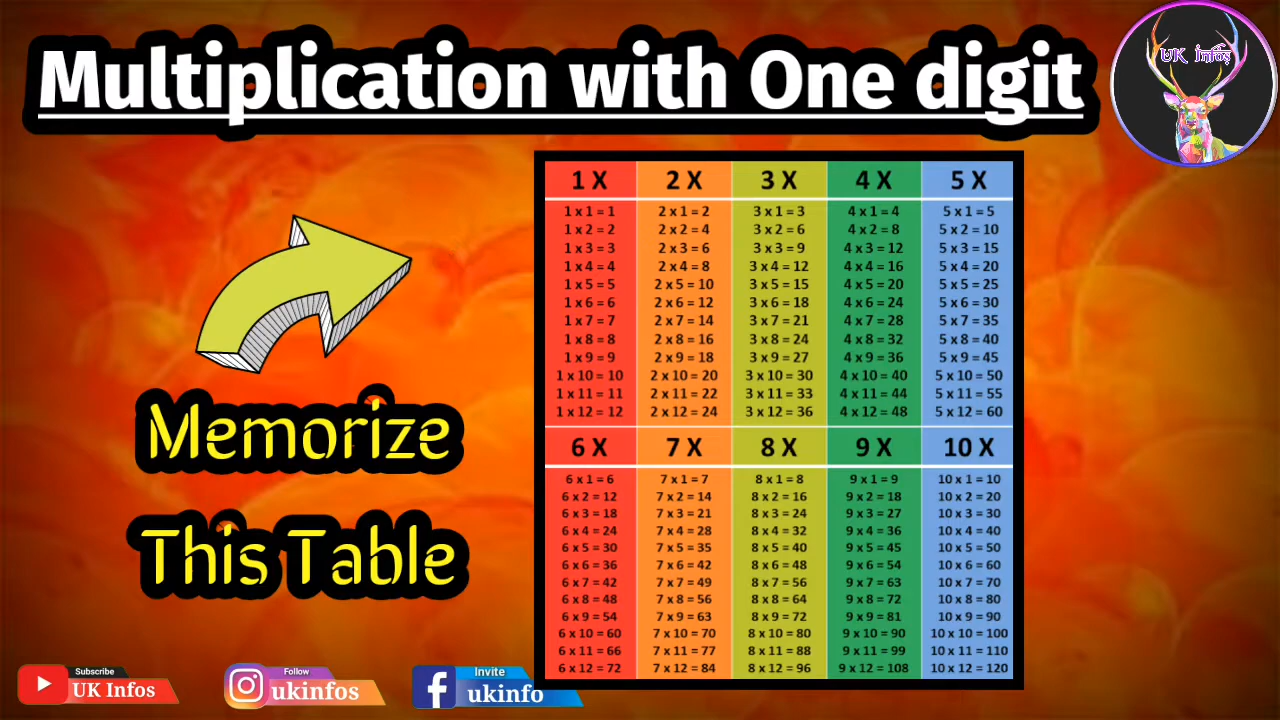 Multiplication with One digit
UK Infos
Memorize
This Table
1 X 2 X 3 X 4 X 5 X
1 x 1 = 1 2 x 1 = 2 3 x 1 = 3 4 x 1 = 4 5 x 1 = 5
1 x 2 = 2 2 x 2 = 4 3 x 2 = 6 4 x 2 = 8 5 x 2 = 10
1 x 3 = 3 2 x 3 = 6 3 x 3 = 9 4 x 3 = 12 5 x 3 = 15
1 x 4 = 4 2 x 4 = 8 3 x 4 = 12 4 x 4 = 16 5 x 4 = 20
1 x 5 = 5 2 x 5 = 10 3 x 5 = 15 4 x 5 = 20 5 x 5 = 25
1 x 6 = 6 2 x 6 = 12 3 x 6 = 18 4 x 6 = 24 5 x 6 = 30
1 x 7 = 7 2 x 7 = 14 3 x 7 = 21 4 x 7 = 28 5 x 7 = 35
1 x 8 = 8 2 x 8 = 16 3 x 8 = 24 4 x 8 = 32 5 x 8 = 40
1 x 9 = 9 2 x 9 = 18 3 x 9 = 27 4 x 9 = 36 5 x 9 = 45
1 x 10 = 10 2 x 10 = 20 3 x 10 = 30 4 x 10 = 40 5 x 10 = 50
1 x 11 = 11 2 x 11 = 22 3 x 11 = 33 4 x 11 = 44 5 x 11 = 55
1 x 12 = 12 2 x 12 = 24 3 x 12 = 36 4 x 12 = 48 5 x 12 = 60
6 X 7 X 8 X 9 X 10 X
6 x 1 = 6 7 x 1 = 7 8 x 1 = 8 9 x 1 = 9 10 x 1 = 10
6 x 2 = 12 7 x 2 = 14 8 x 2 = 16 9 x 2 = 18 10 x 2 = 20
6 x 3 = 18 7 x 3 = 21 8 x 3 = 24 9 x 3 = 27 10 x 3 = 30
6 x 4 = 24 7 x 4 = 28 8 x 4 = 32 9 x 4 = 36 10 x 4 = 40
6 x 5 = 30 7 x 5 = 35 8 x 5 = 40 9 x 5 = 45 10 x 5 = 50
6 x 6 = 36 7 x 6 = 42 8 x 6 = 48 9 x 6 = 54 10 x 6 = 60
6 x 7 = 42 7 x 7 = 49 8 x 7 = 56 9 x 7 = 63 10 x 7 = 70
6 x 8 = 48 7 x 8 = 56 8 x 8 = 64 9 x 8 = 72 10 x 8 = 80
6 x 9 = 54 7 x 9 = 63 8 x 9 = 72 9 x 9 = 81 10 x 9 = 90
6 x 10 = 60 7 x 10 = 70 8 x 10 = 80 9 x 10 = 90 10 x 10 = 100
6 x 11 = 66 7 x 11 = 77 8 x 11 = 88 9 x 11 = 99 10 x 11 = 110
6 x 12 = 72 7 x 12 = 84 8 x 12 = 96 9 x 12 = 108 10 x 12 = 120
Subscribe
UK Infos
Follow
ukinfos
Invite
ukinfo